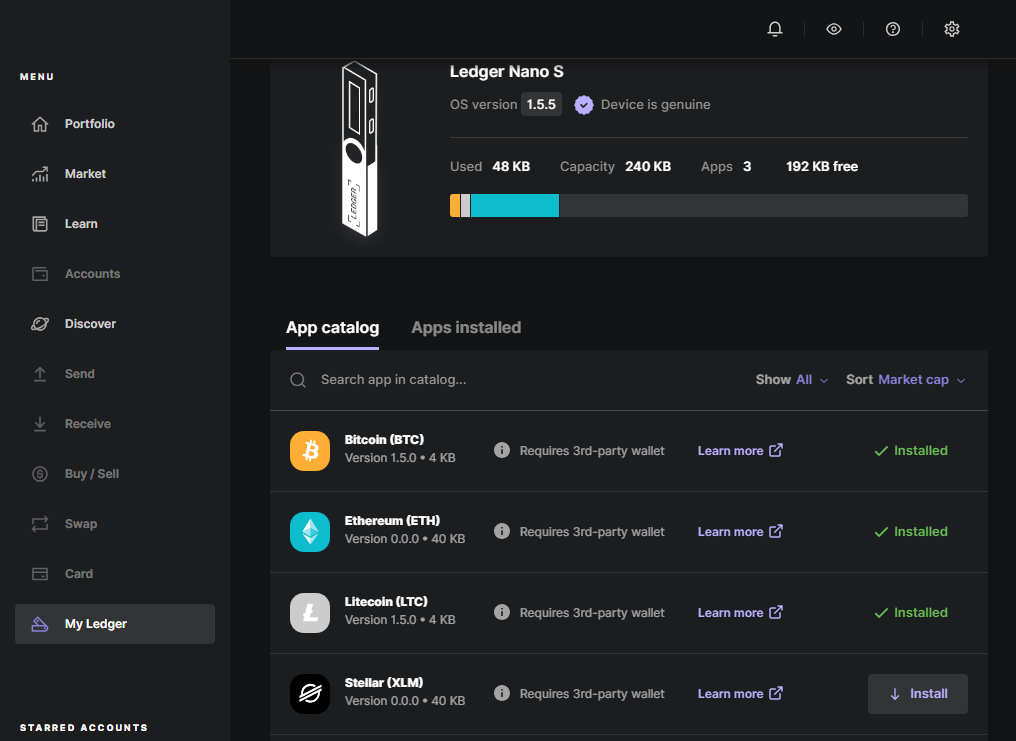 MENU
Portfolio
Market
Learn
Accounts
Discover
Send
Receive
Buy / Sell
Swap
Card
My Ledger
STARRED ACCOUNTS
LEDGER
Ledger Nano S
OS version 1.5.5 Device is genuine
Used 48 KB Capacity 240 KB Apps 3 192 KB free
App catalog Apps installed
Search app in catalog... Show All Sort Market cap
Bitcoin (BTC)
Version 1.5.0 • 4 KB Requires 3rd-party wallet Learn more Installed
Ethereum (ETH)
Version 0.0.0 • 40 KB Requires 3rd-party wallet Learn more Installed
Litecoin (LTC)
Version 1.5.0 • 4 KB Requires 3rd-party wallet Learn more Installed
Stellar (XLM)
Version 0.0.0 • 40 KB Requires 3rd-party wallet Learn more Install